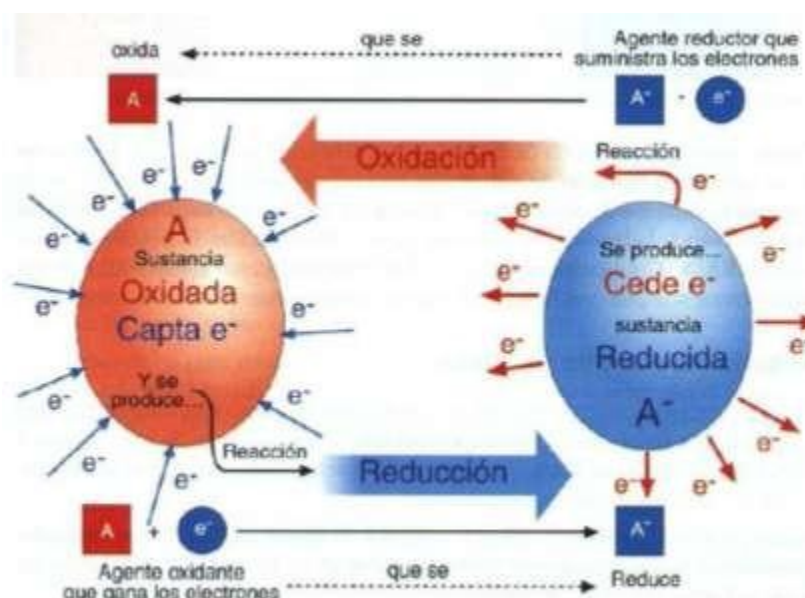 oxida
que se
Agente reductor que
suministra los electrones
A
A⁻ - e⁻
Oxidación
Reacción
e⁻
e⁻
e⁻
e⁻
e⁻
e⁻
e⁻
e⁻
e⁻
e⁻
A
Sustancia
Oxidada
Capta e⁻
Y se
produce...
Se produce...
Cede e⁻
sustancia
Reducida
A⁻
e⁻
e⁻
e⁻
e⁻
e⁻
e⁻
e⁻
e⁻
e⁻
e⁻
e⁻
Reacción
Reducción
A + e⁻
A⁻
Agente oxidante
que gana los electrones
que se
Reduce